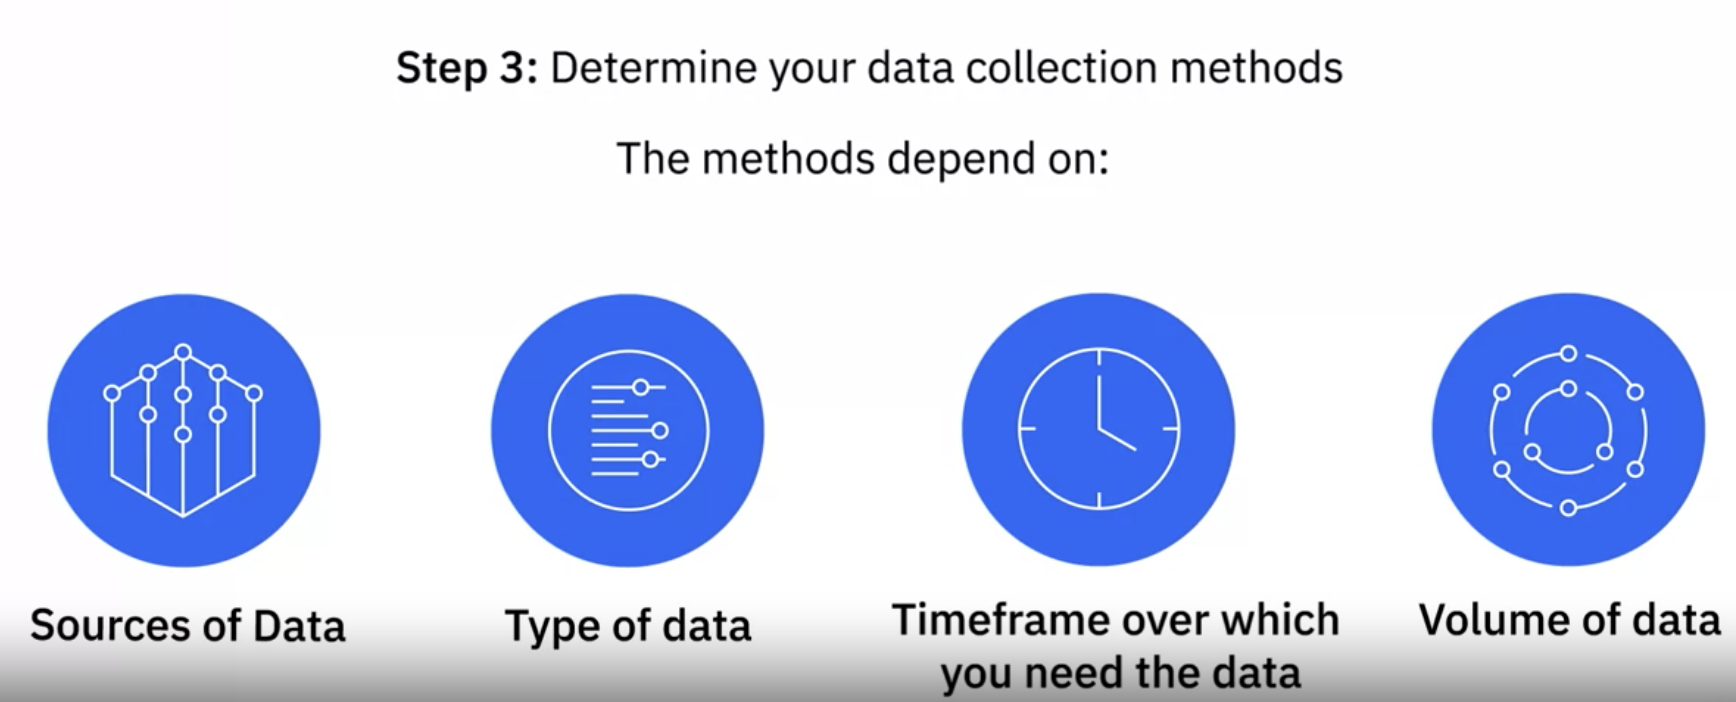 Step 3: Determine your data collection methods
The methods depend on:
Sources of Data
Type of data
Timeframe over which
you need the data
Volume of data